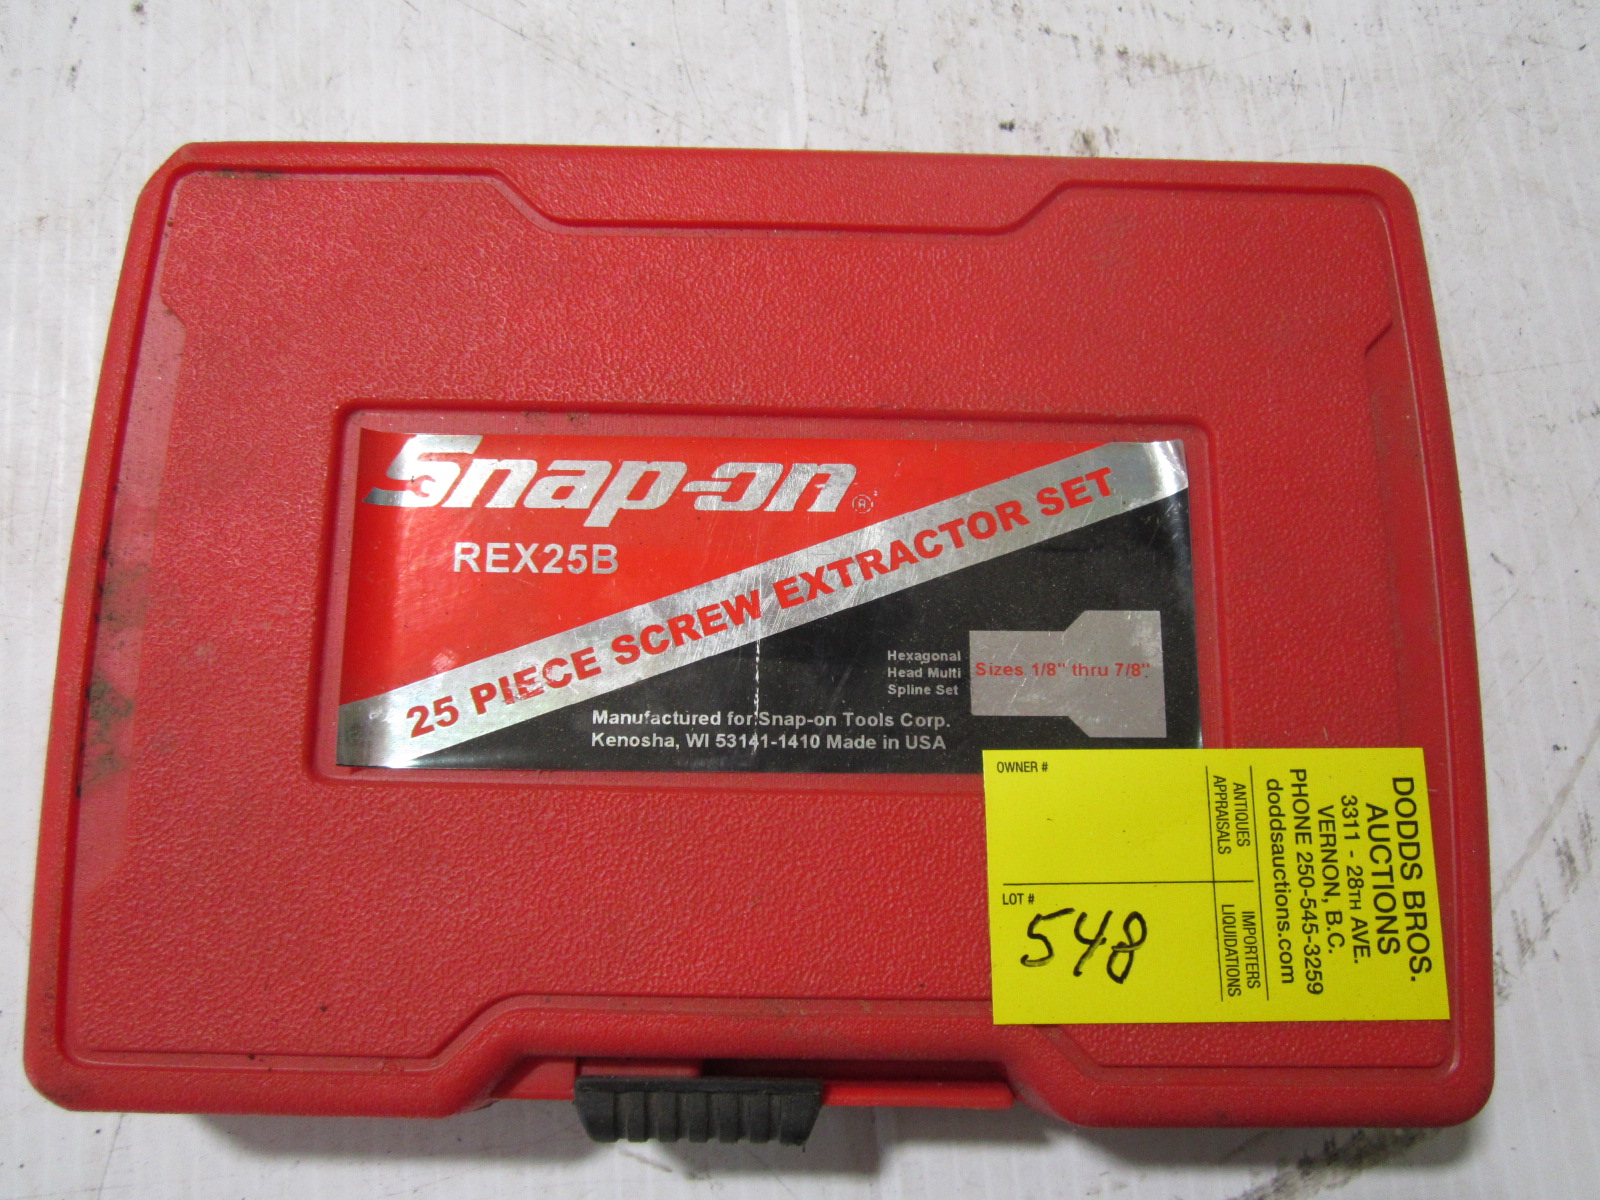 Snap-on®
REX25B
25 PIECE SCREW EXTRACTOR SET
Hexagonal
Head Multi
Spline Set
Sizes 1/8" thru 7/8"
Manufactured for Snap-on Tools Corp.
Kenosha, WI 53141-1410 Made in USA
OWNER #
LOT #
548
DODDS BROS.
AUCTIONS
3311 - 28TH AVE.
VERNON, B.C.
PHONE 250-545-3259
doddsauctions.com
ANTIQUES
APPRAISALS
IMPORTERS
LIQUIDATIONS